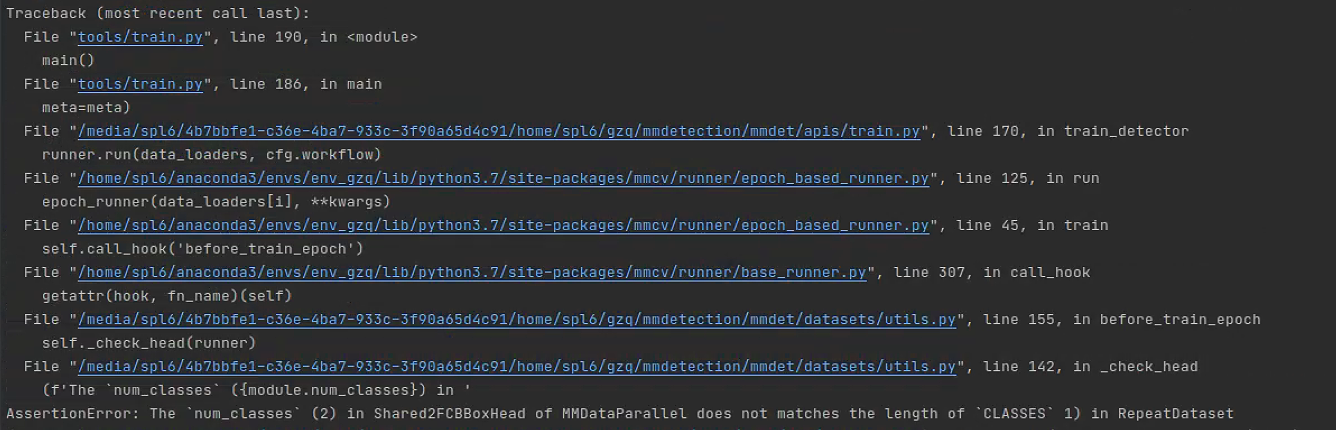 Traceback (most recent call last):
  File "tools/train.py", line 190, in <module>
    main()
  File "tools/train.py", line 186, in main
    meta=meta)
  File "/media/spl6/4b7bbfe1-c36e-4ba7-933c-3f90a65d4c91/home/spl6/gzq/mmdetection/mmdet/apis/train.py", line 170, in train_detector
    runner.run(data_loaders, cfg.workflow)
  File "/home/spl6/anaconda3/envs/env_gzq/lib/python3.7/site-packages/mmcv/runner/epoch_based_runner.py", line 125, in run
    epoch_runner(data_loaders[i], **kwargs)
  File "/home/spl6/anaconda3/envs/env_gzq/lib/python3.7/site-packages/mmcv/runner/epoch_based_runner.py", line 45, in train
    self.call_hook('before_train_epoch')
  File "/home/spl6/anaconda3/envs/env_gzq/lib/python3.7/site-packages/mmcv/runner/base_runner.py", line 307, in call_hook
    getattr(hook, fn_name)(self)
  File "/media/spl6/4b7bbfe1-c36e-4ba7-933c-3f90a65d4c91/home/spl6/gzq/mmdetection/mmdet/datasets/utils.py", line 155, in before_train_epoch
    self._check_head(runner)
  File "/media/spl6/4b7bbfe1-c36e-4ba7-933c-3f90a65d4c91/home/spl6/gzq/mmdetection/mmdet/datasets/utils.py", line 142, in _check_head
    (f'The `num_classes` ({module.num_classes}) in '
AssertionError: The `num_classes` (2) in Shared2FCBBoxHead of MMDataParallel does not matches the length of `CLASSES` 1) in RepeatDataset